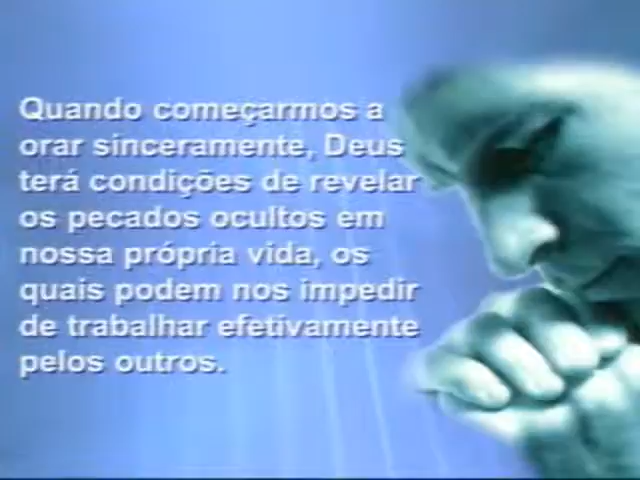 Quando começarmos a
orar sinceramente, Deus
terá condições de revelar
os pecados ocultos em
nossa própria vida, os
quais podem nos impedir
de trabalhar efetivamente
pelos outros.